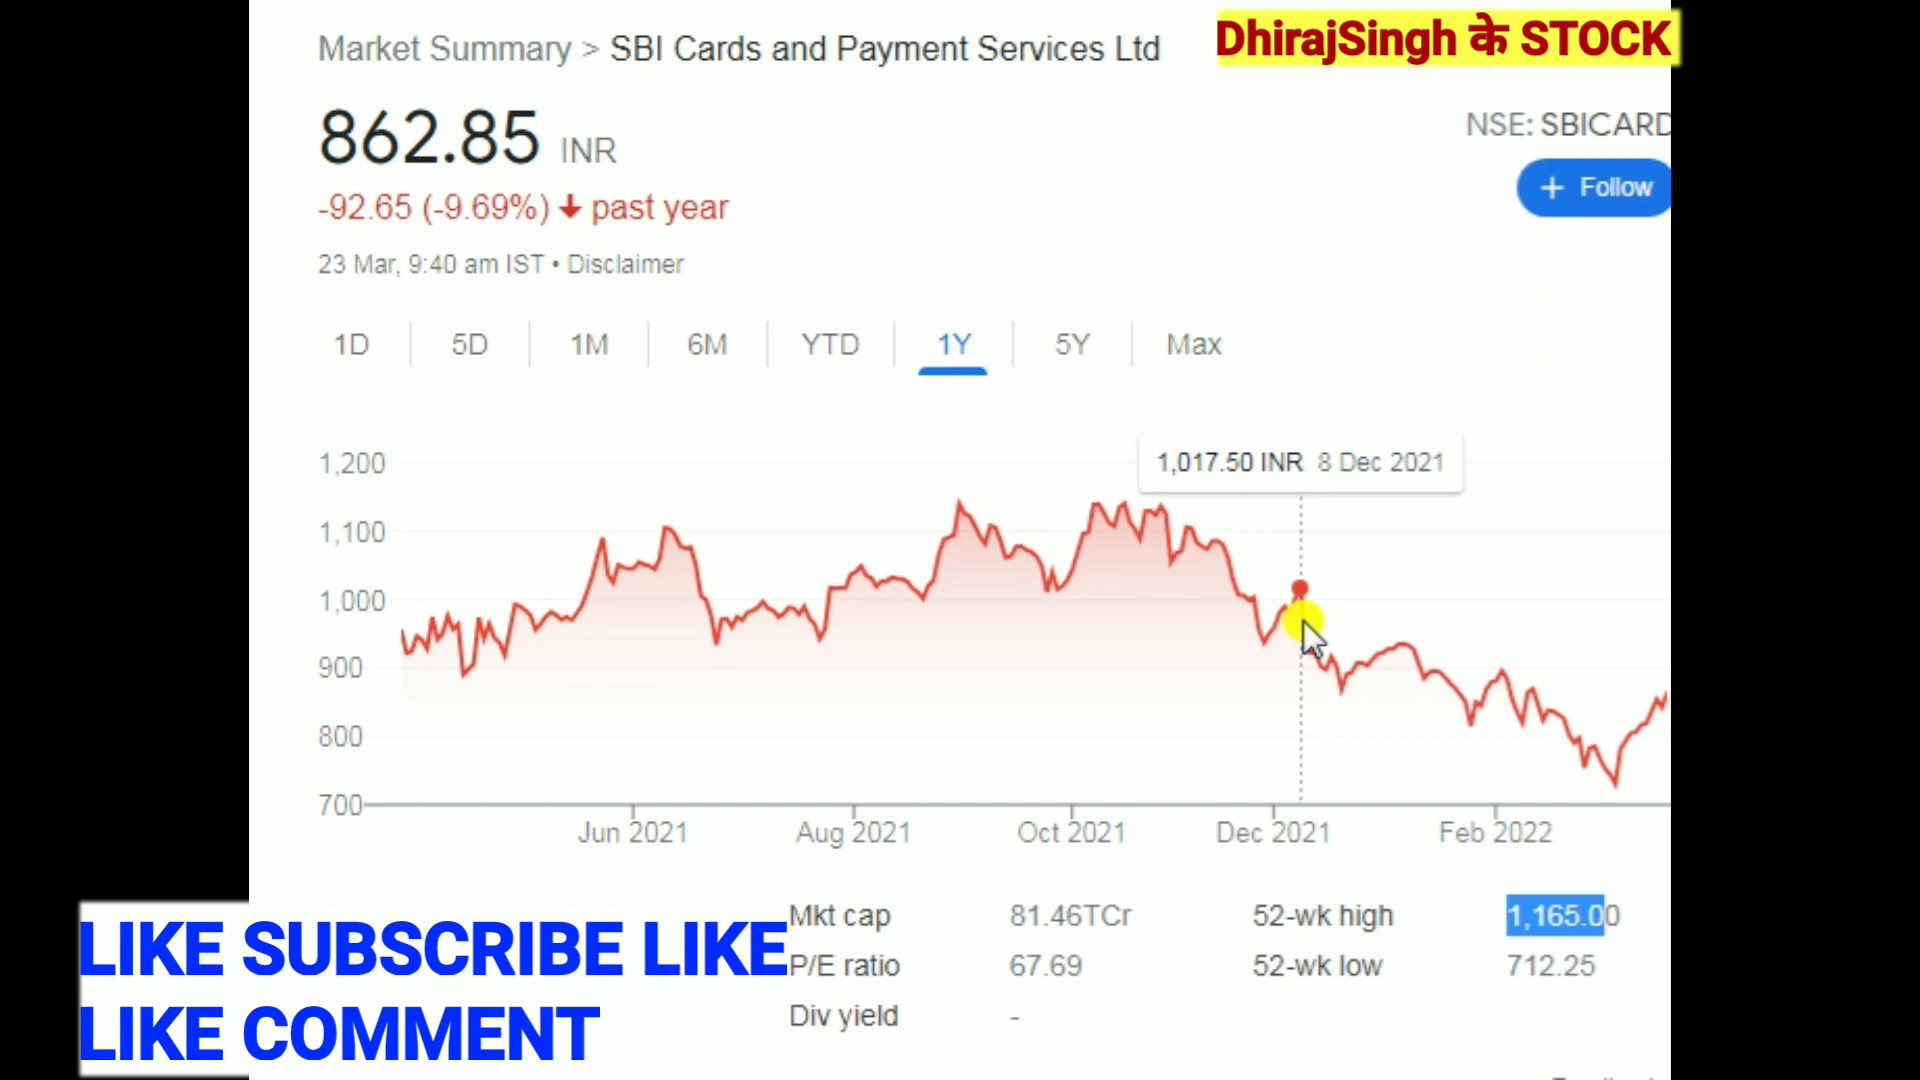 Market Summary > SBI Cards and Payment Services Ltd
DhirajSingh के STOCK
862.85 INR
NSE: SBICARD
+ Follow
-92.65 (-9.69%) ↓ past year
23 Mar, 9:40 am IST • Disclaimer
1D 5D 1M 6M YTD 1Y 5Y Max
1,017.50 INR 8 Dec 2021
1,200
1,100
1,000
900
800
700
Jun 2021 Aug 2021 Oct 2021 Dec 2021 Feb 2022
Mkt cap 81.46TCr 52-wk high 1,165.00
P/E ratio 67.69 52-wk low 712.25
Div yield -
LIKE SUBSCRIBE LIKE
LIKE COMMENT